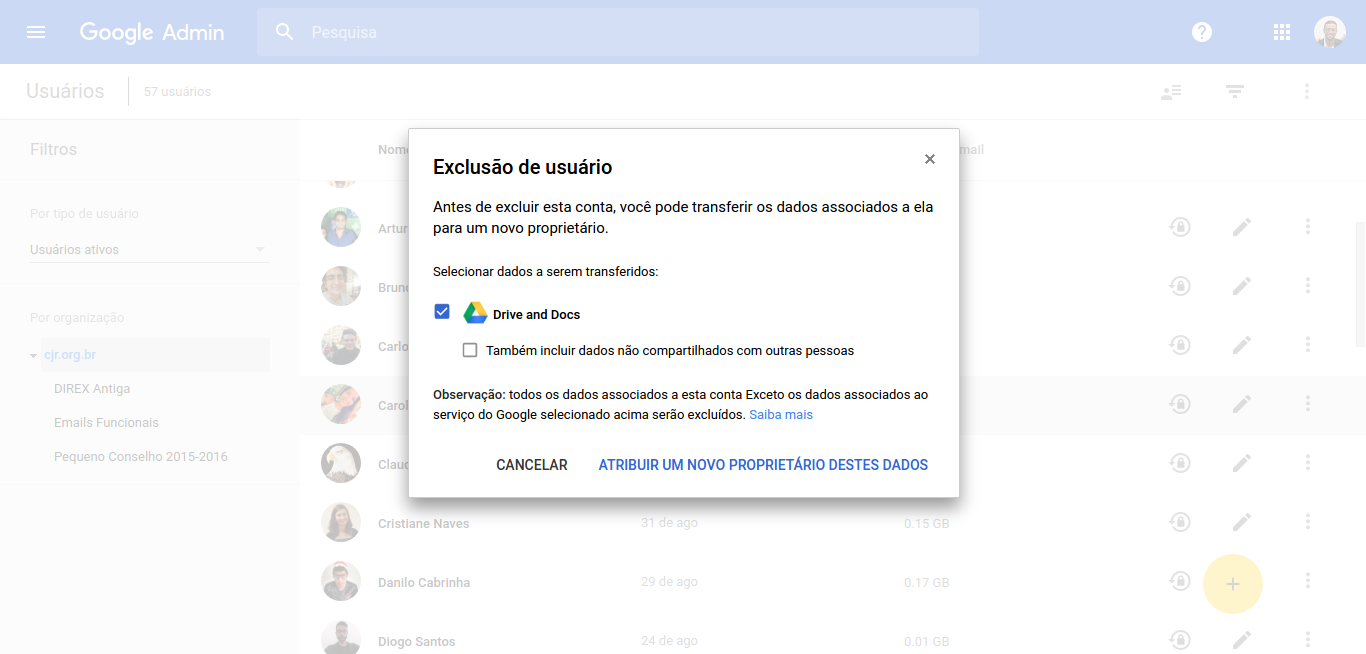 Google Admin
Pesquisa
Usuários
57 usuários
Filtros
Nome
mail
Por tipo de usuário
Usuários ativos
Por organização
cjr.org.br
DIREX Antiga
Emails Funcionais
Pequeno Conselho 2015-2016
Artur
Exclusão de usuário
Antes de excluir esta conta, você pode transferir os dados associados a ela
para um novo proprietário.
Selecionar dados a serem transferidos:
Drive and Docs
Também incluir dados não compartilhados com outras pessoas
Observação: todos os dados associados a esta conta Exceto os dados associados ao
serviço do Google selecionado acima serão excluídos. Saiba mais
CANCELAR
ATRIBUIR UM NOVO PROPRIETÁRIO DESTES DADOS
Cristiane Naves 31 de ago 0.15 GB
Danilo Cabrinha 29 de ago 0.17 GB
Diogo Santos 24 de ago 0.01 GB